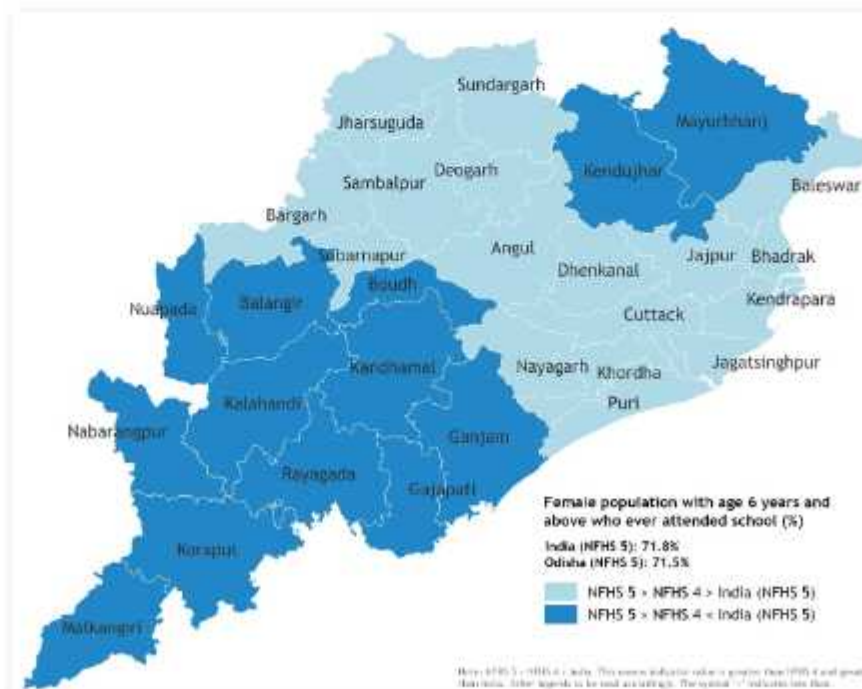 Sundargarh
Mayurbhanj
Jharsuguda
Deogarh
Kendujhar
Sambalpur
Baleswar
Bargarh
Subarnapur
Angul
Jajpur
Bhadrak
Dhenkanal
Boudh
Kendrapara
Nuapada
Balangir
Cuttack
Nayagarh
Khordha
Jagatsinghpur
Kandhamal
Puri
Kalahandi
Nabarangpur
Ganjam
Rayagada
Gajapati
Koraput
Malkangiri
Female population with age 6 years and
above who ever attended school (%)
India (NFHS 5): 71.8%
Odisha (NFHS 5): 71.5%
NFHS 5 > NFHS 4 > India (NFHS 5)
NFHS 5 > NFHS 4 < India (NFHS 5)